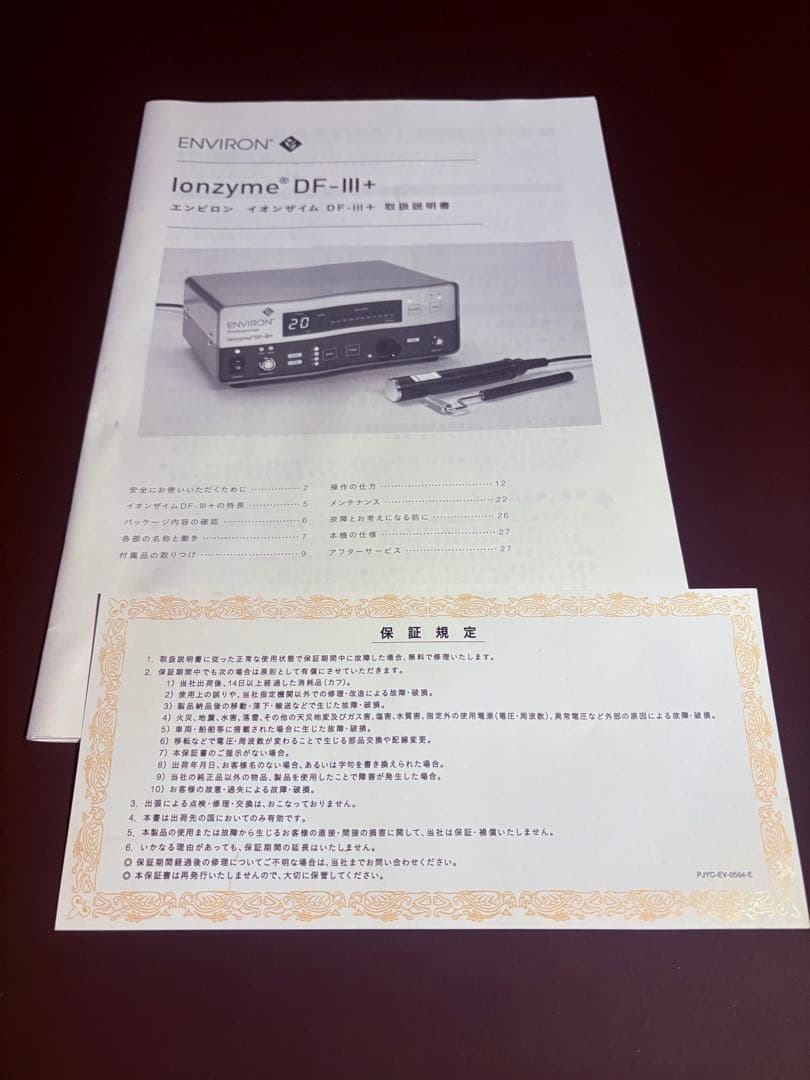 ENVIRON
Ionzyme® DF-III+
エンビロン イオンザイム DF-III+ 取扱説明書
20
ENVIRON
Professional
Ionzyme® DF-III+
安全にお使いいただくために 2
イオンザイムDF-III+の特長 5
パッケージ内容の確認 6
各部の名称と働き 7
付属品の取りつけ 9
操作の仕方 12
メンテナンス 22
故障とお考えになる前に 26
本機の仕様 27
アフターサービス 27
保証規定
1. 取扱説明書に従った正常な使用状態で保証期間中に故障した場合、無料で修理いたします。
2. 保証期間中でも次の場合は原則として有償にさせていただきます。
1) 当社出荷後、14日以上経過した消耗品(カフ)。
2) 使用上の誤りや、当社指定機関以外での修理・改造による故障・破損。
3) 製品納品後の移動・落下・輸送などで生じた故障・破損。
4) 火災、地震、水害、落雷、その他の天災地変及びガス害、塩害、水質害、指定外の使用電源(電圧・周波数)、異常電圧など外部の原因による故障・破損。
5) 車両・船舶等に搭載された場合に生じた故障・破損。
6) 移転などで電圧・周波数が変わることで生じる部品交換や配線変更。
7) 本保証書のご提示がない場合。
8) 出荷年月日、お客様名のない場合、あるいは字句を書き換えられた場合。
9) 当社の純正品以外の物品、製品を使用したことで障害が発生した場合。
10) お客様の故意・過失による故障・破損。
3. 出張による点検・修理・交換は、おこなっておりません。
4. 本書は出荷先の国においてのみ有効です。
5. 本製品の使用または故障から生じるお客様の直接・間接の損害に関して、当社は保証・補償いたしません。
6. いかなる理由があっても、保証期間の延長はいたしません。
◎ 保証期間経過後の修理についてご不明な場合は、当社までお問い合わせください。
◎ 本保証書は再発行いたしませんので、大切に保管してください。
PJYC-EV-0564-E